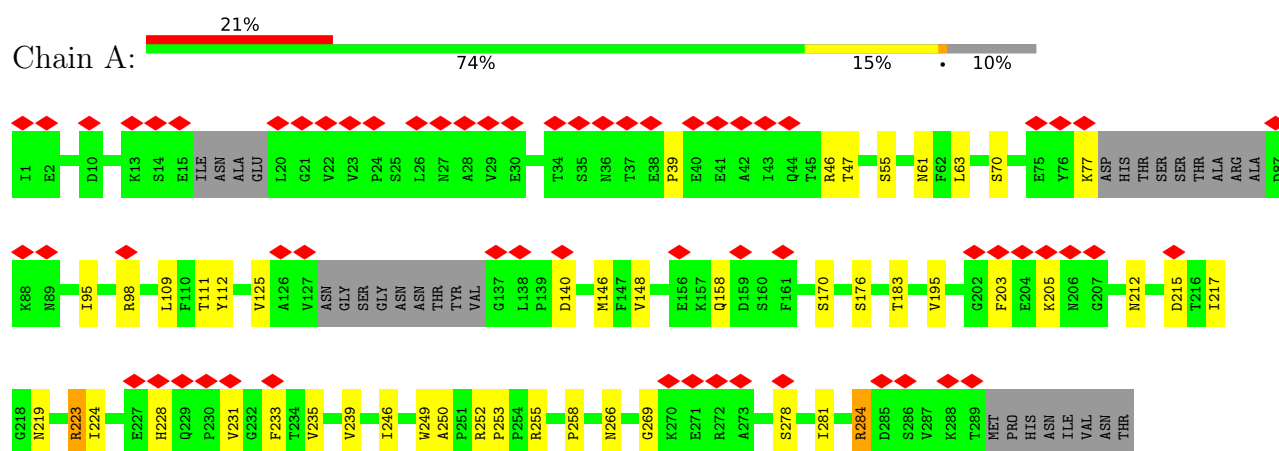 21%
Chain A:
74% 15% • 10%
I1 E2 D10 K13 S14 E15 ILE ASN ALA GLU L20 G21 V22 V23 P24 S25 L26 N27 A28 V29 E30 T34 S35 N36 T37 E38 P39 E40 E41 A42 I43 Q44 T45 R46 T47 S55 N61 F62 L63 S70 E75 Y76 K77 ASP HIS THR SER SER THR ALA ARG ALA D87
K88 N89 I95 R98 L109 F110 T111 Y112 V125 A126 V127 ASN GLY SER GLY ASN ASN THR TYR VAL G137 L138 P139 D140 M146 F147 V148 E156 K157 Q158 D159 S160 F161 S170 S176 T183 V195 G202 F203 E204 K205 N206 G207 N212 D215 T216 I217
G218 N219 R223 I224 E227 H228 Q229 P230 V231 G232 F233 T234 V235 V239 I246 W249 A250 P251 R252 P253 P254 R255 P258 N266 G269 K270 E271 R272 A273 S278 I281 R284 D285 S286 V287 K288 T289 MET PRO HIS ASN ILE VAL ASN THR